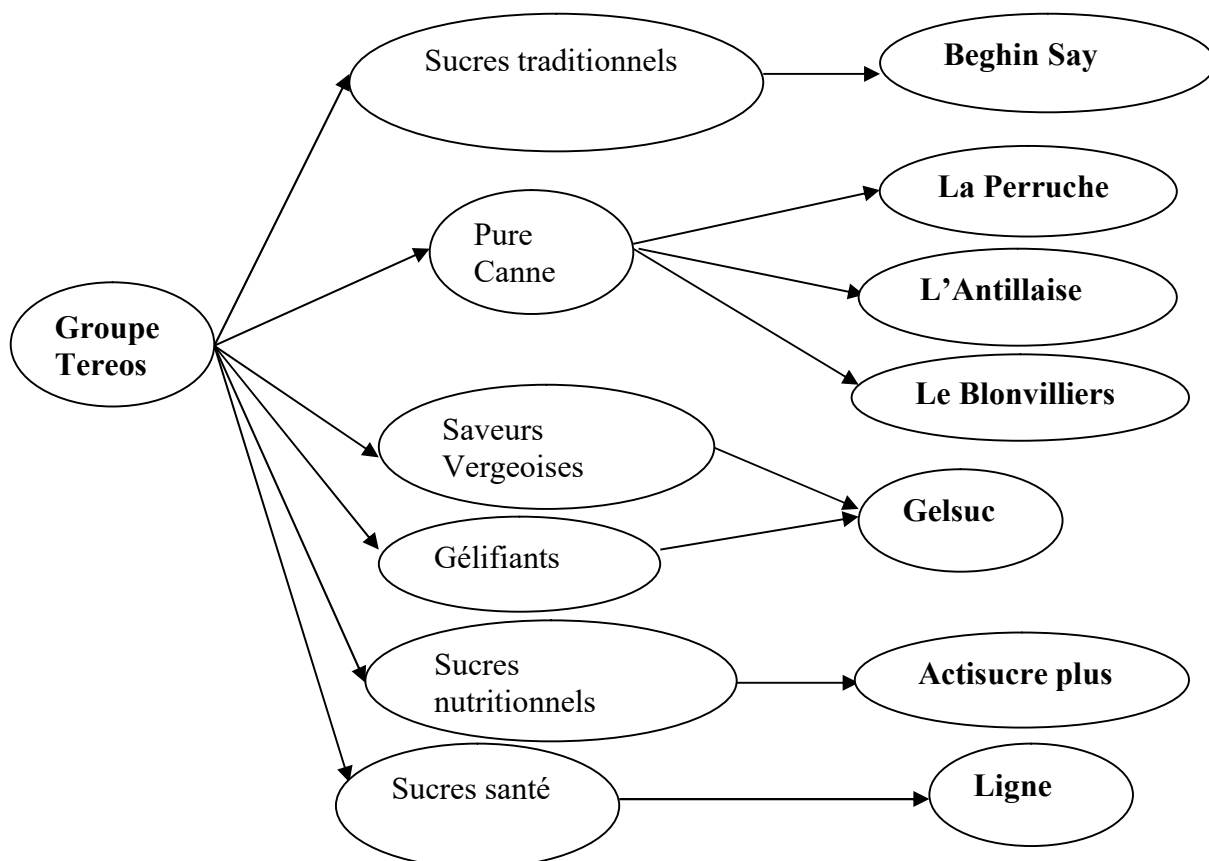 Sucres traditionnels
Beghin Say
La Perruche
Pure
Canne
L’Antillaise
Groupe
Tereos
Le Blonvilliers
Saveurs
Vergeoises
Gelsuc
Gélifiants
Sucres
nutritionnels
Actisucre plus
Sucres santé
Ligne